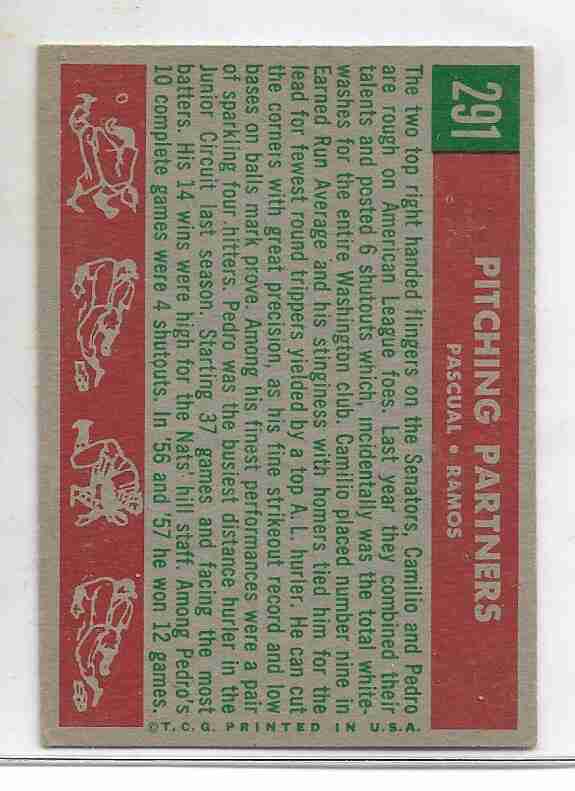 291
PITCHING PARTNERS
PASCUAL • RAMOS
The two top right handed flingers on the Senators, Camilio and Pedro
are rough on American League foes. Last year they combined their
talents and posted 6 shutouts which, incidentally was the total white-
washes for the entire Washington club. Camilio placed number nine in
Earned Run Average and his stinginess with homers tied him for the
lead for fewest round trippers yielded by a top A.L. hurler. He can cut
the corners with great precision, as his fine strikeout record and low
bases on balls mark prove. Among his finest performances were a pair
of sparking four hitters. Pedro was the busiest distance hurler in the
Junior Circuit last season. Starting 37 games and facing the most
batters. His 14 wins were high for the Nats' hill staff. Among Pedro's
10 complete games were 4 shutouts. In '56 and '57 he won 12 games.
©T.C.G. PRINTED IN U.S.A.